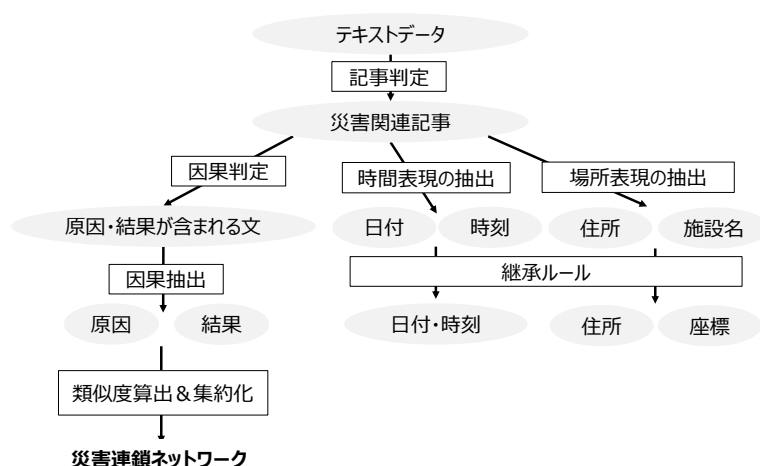 テキストデータ
記事判定
災害関連記事
因果判定
時間表現の抽出
場所表現の抽出
原因・結果が含まれる文
日付
時刻
住所
施設名
因果抽出
継承ルール
原因
結果
日付・時刻
住所
座標
類似度算出＆集約化
災害連鎖ネットワーク